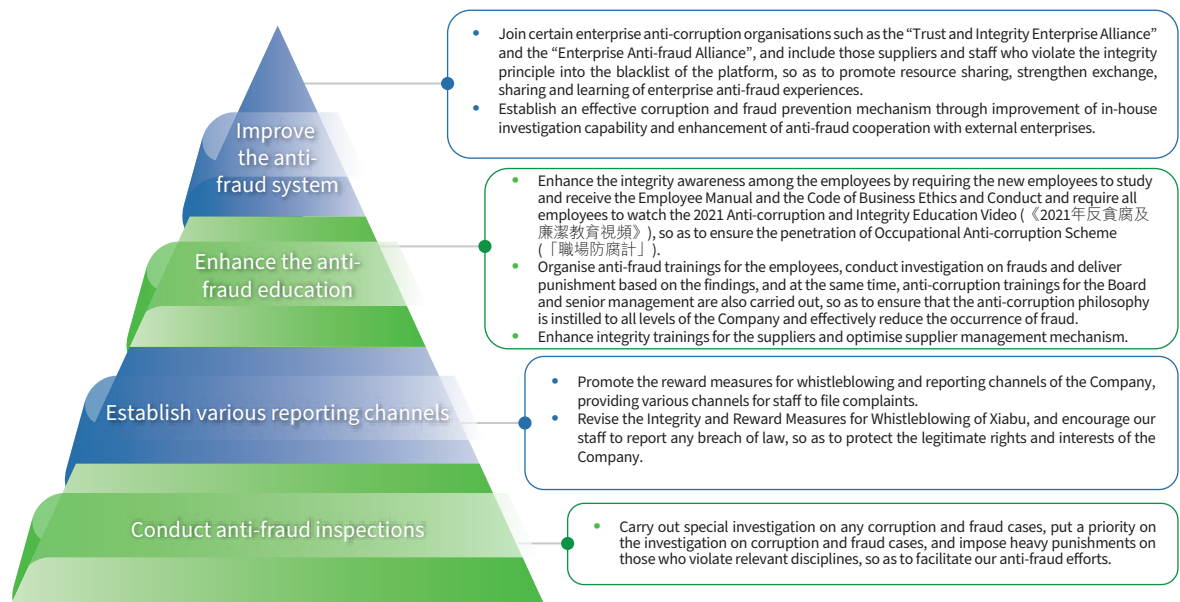 Improve
the anti-
fraud system
• Join certain enterprise anti-corruption organisations such as the “Trust and Integrity Enterprise Alliance”
and the “Enterprise Anti-fraud Alliance”, and include those suppliers and staff who violate the integrity
principle into the blacklist of the platform, so as to promote resource sharing, strengthen exchange,
sharing and learning of enterprise anti-fraud experiences.
• Establish an effective corruption and fraud prevention mechanism through improvement of in-house
investigation capability and enhancement of anti-fraud cooperation with external enterprises.
Enhance the anti-
fraud education
• Enhance the integrity awareness among the employees by requiring the new employees to study
and receive the Employee Manual and the Code of Business Ethics and Conduct and require all
employees to watch the 2021 Anti-corruption and Integrity Education Video (《2021年反貪腐及
廉潔教育視頻》), so as to ensure the penetration of Occupational Anti-corruption Scheme
(「職場防腐計」).
• Organise anti-fraud trainings for the employees, conduct investigation on frauds and deliver
punishment based on the findings, and at the same time, anti-corruption trainings for the Board
and senior management are also carried out, so as to ensure that the anti-corruption philosophy
is instilled to all levels of the Company and effectively reduce the occurrence of fraud.
• Enhance integrity trainings for the suppliers and optimise supplier management mechanism.
Establish various reporting channels
• Promote the reward measures for whistleblowing and reporting channels of the Company,
providing various channels for staff to file complaints.
• Revise the Integrity and Reward Measures for Whistleblowing of Xiabu, and encourage our
staff to report any breach of law, so as to protect the legitimate rights and interests of the
Company.
Conduct anti-fraud inspections
• Carry out special investigation on any corruption and fraud cases, put a priority on
the investigation on corruption and fraud cases, and impose heavy punishments on
those who violate relevant disciplines, so as to facilitate our anti-fraud efforts.